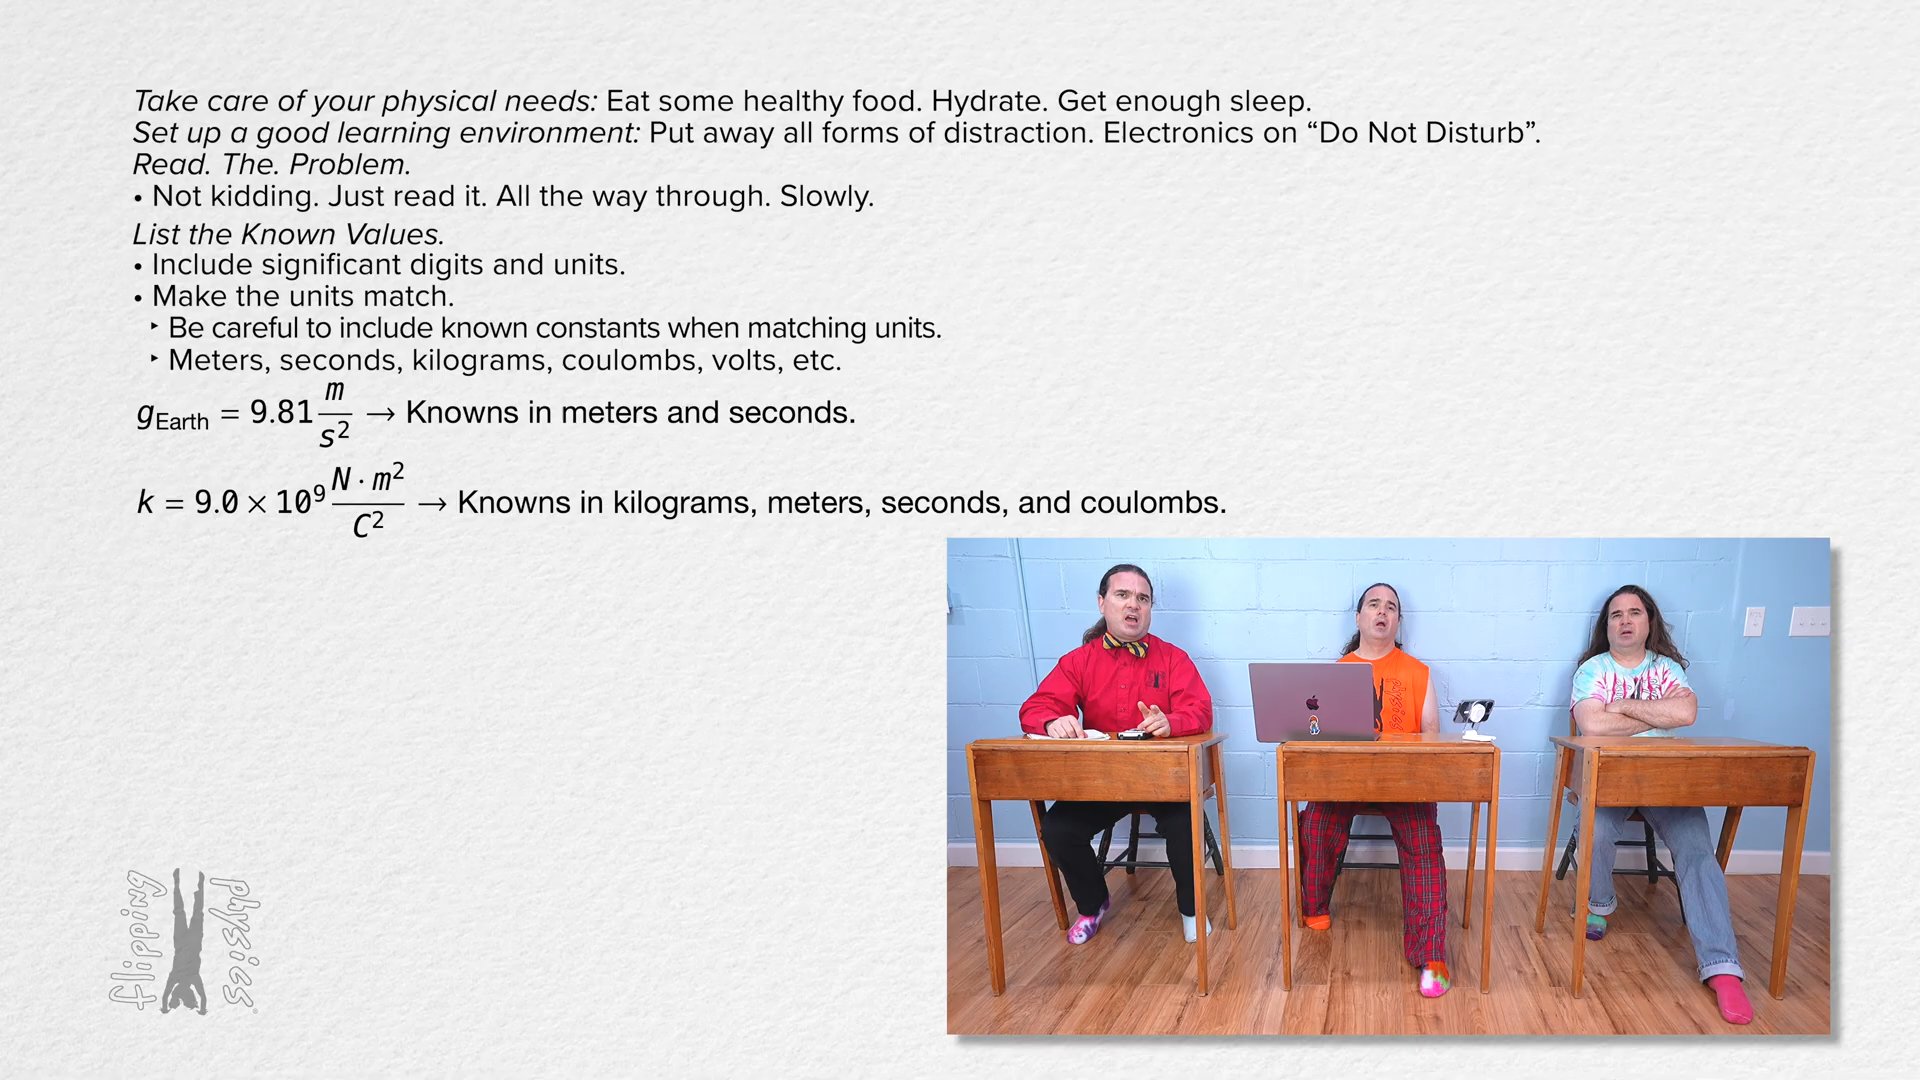 Take care of your physical needs: Eat some healthy food. Hydrate. Get enough sleep.
Set up a good learning environment: Put away all forms of distraction. Electronics on “Do Not Disturb”.
Read. The. Problem.
• Not kidding. Just read it. All the way through. Slowly.
List the Known Values.
• Include significant digits and units.
• Make the units match.
‣ Be careful to include known constants when matching units.
‣ Meters, seconds, kilograms, coulombs, volts, etc.
g_Earth = 9.81 m/s² → Knowns in meters and seconds.
k = 9.0 × 10⁹ N · m²/C² → Knowns in kilograms, meters, seconds, and coulombs.
physics
flipping
physics